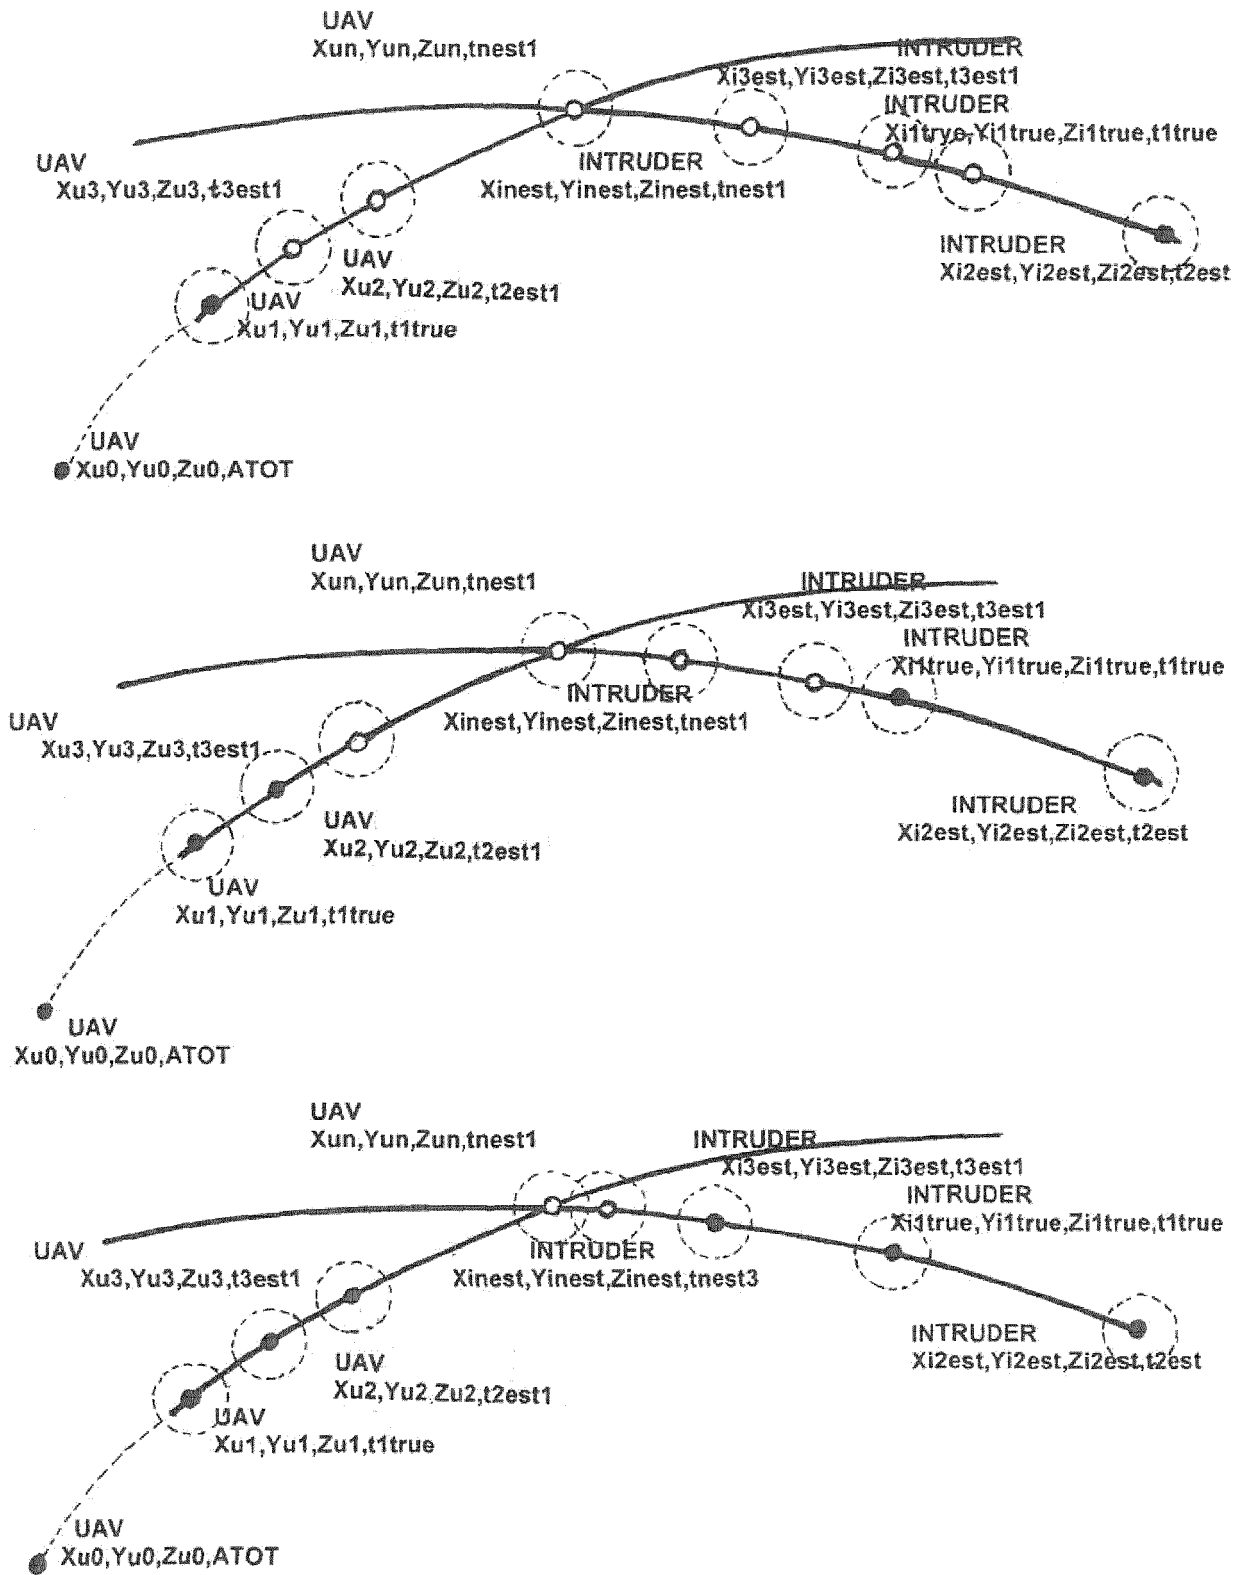 UAV
Xun,Yun,Zun,tnest1
INTRUDER
Xi3est,Yi3est,Zi3est,t3est1
INTRUDER
Xi1trye,Yi1true,Zi1true,t1true
UAV
Xu3,Yu3,Zu3,t3est1
INTRUDER
Xinest,Yinest,Zinest,tnest1
UAV
Xu2,Yu2,Zu2,t2est1
INTRUDER
Xi2est,Yi2est,Zi2est,t2est
UAV
Xu1,Yu1,Zu1,t1true
UAV
Xu0,Yu0,Zu0,ATOT
UAV
Xun,Yun,Zun,tnest1
INTRUDER
Xi3est,Yi3est,Zi3est,t3est1
INTRUDER
Xi1true,Yi1true,Zi1true,t1true
INTRUDER
Xinest,Yinest,Zinest,tnest1
UAV
Xu3,Yu3,Zu3,t3est1
INTRUDER
Xi2est,Yi2est,Zi2est,t2est
UAV
Xu2,Yu2,Zu2,t2est1
UAV
Xu1,Yu1,Zu1,t1true
UAV
Xu0,Yu0,Zu0,ATOT
UAV
Xun,Yun,Zun,tnest1
INTRUDER
Xi3est,Yi3est,Zi3est,t3est1
INTRUDER
Xi1true,Yi1true,Zi1true,t1true
UAV
Xu3,Yu3,Zu3,t3est1
INTRUDER
Xinest,Yinest,Zinest,tnest3
INTRUDER
Xi2est,Yi2est,Zi2est,t2est
UAV
Xu2,Yu2,Zu2,t2est1
UAV
Xu1,Yu1,Zu1,t1true
UAV
Xu0,Yu0,Zu0,ATOT